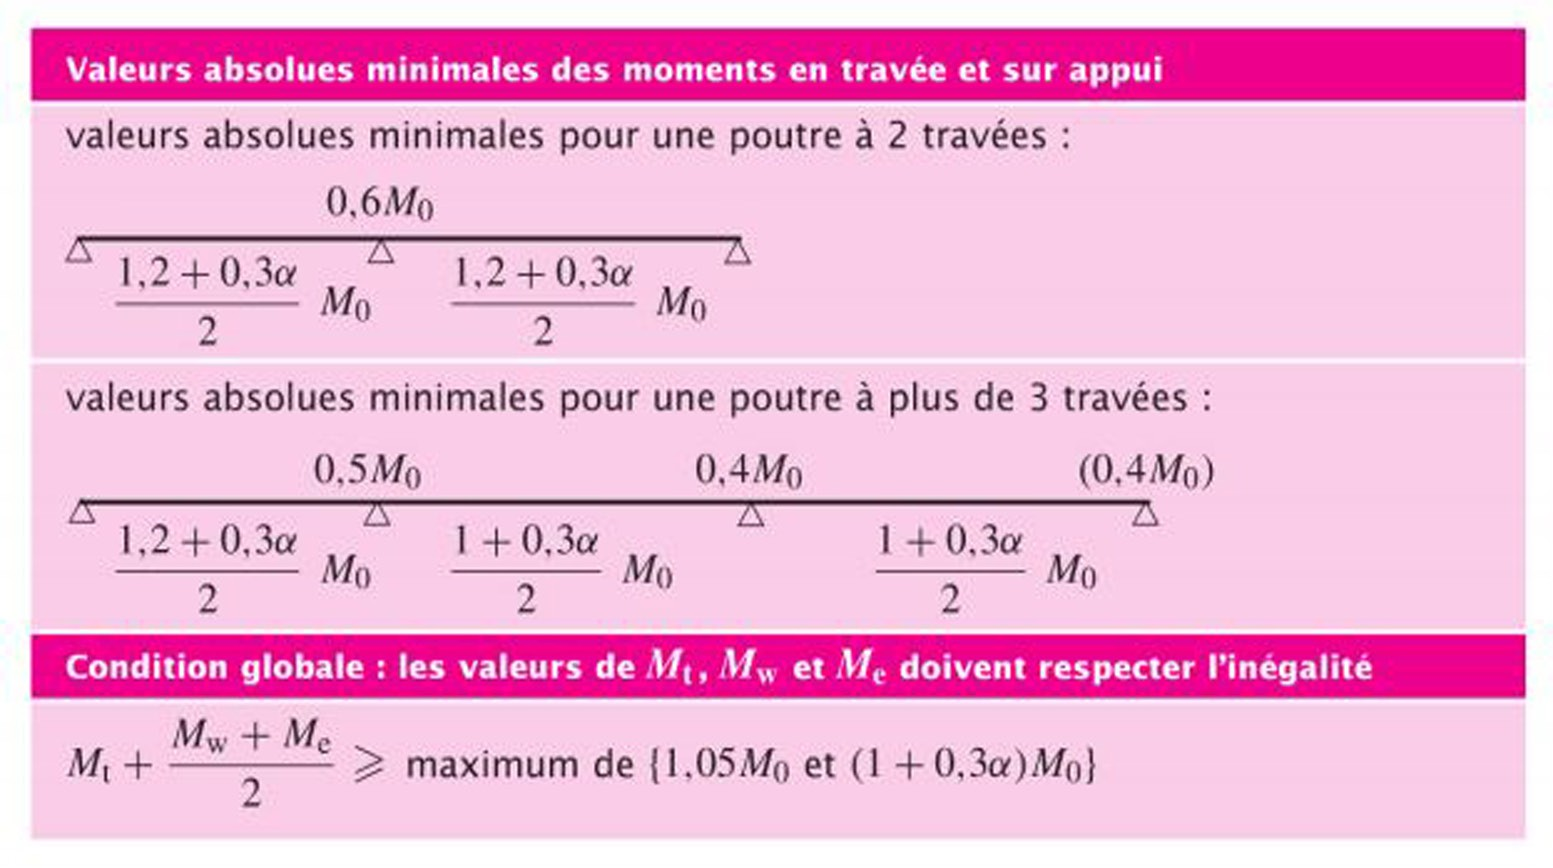 Valeurs absolues minimales des moments en travée et sur appui
valeurs absolues minimales pour une poutre à 2 travées :
0,6M₀
(1,2 + 0,3α)/2 M₀ (1,2 + 0,3α)/2 M₀
valeurs absolues minimales pour une poutre à plus de 3 travées :
0,5M₀ 0,4M₀ (0,4M₀)
(1,2 + 0,3α)/2 M₀ (1 + 0,3α)/2 M₀ (1 + 0,3α)/2 M₀
Condition globale : les valeurs de Mt, Mw et Me doivent respecter l'inégalité
Mt + (Mw + Me)/2 ⩾ maximum de {1,05M₀ et (1 + 0,3α)M₀}